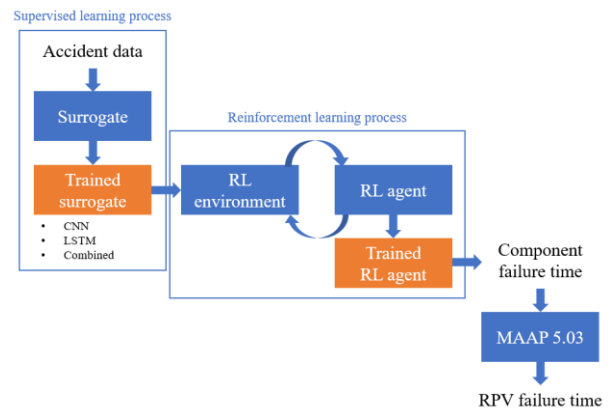 Supervised learning process
Accident data
Surrogate
Trained
surrogate
• CNN
• LSTM
• Combined
Reinforcement learning process
RL
environment
RL agent
Trained
RL agent
Component
failure time
MAAP 5.03
RPV failure time